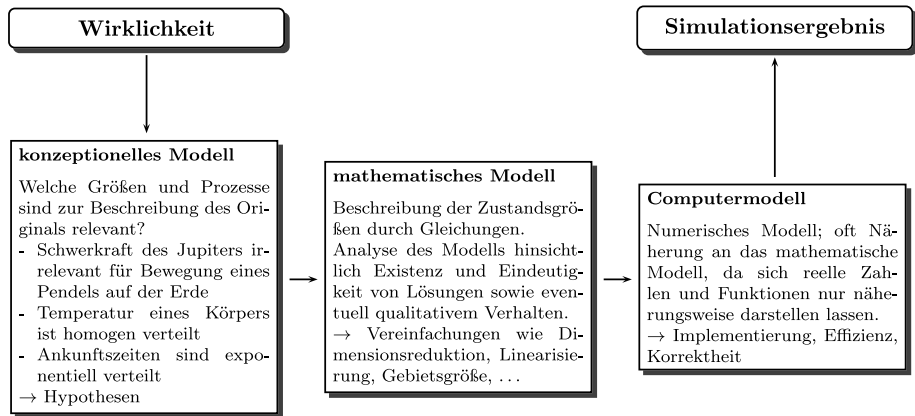 Wirklichkeit
Simulationsergebnis
konzeptionelles Modell
Welche Größen und Prozesse
sind zur Beschreibung des Ori-
ginals relevant?
- Schwerkraft des Jupiters ir-
relevant für Bewegung eines
Pendels auf der Erde
- Temperatur eines Körpers
ist homogen verteilt
- Ankunftszeiten sind expo-
nentiell verteilt
→ Hypothesen
mathematisches Modell
Beschreibung der Zustandsgrö-
ßen durch Gleichungen.
Analyse des Modells hinsicht-
lich Existenz und Eindeutig-
keit von Lösungen sowie even-
tuell qualitativem Verhalten.
→ Vereinfachungen wie Di-
mensionsreduktion, Linearisie-
rung, Gebietsgröße, ...
Computermodell
Numerisches Modell; oft Nä-
herung an das mathematische
Modell, da sich reelle Zah-
len und Funktionen nur nähe-
rungsweise darstellen lassen.
→ Implementierung, Effizienz,
Korrektheit